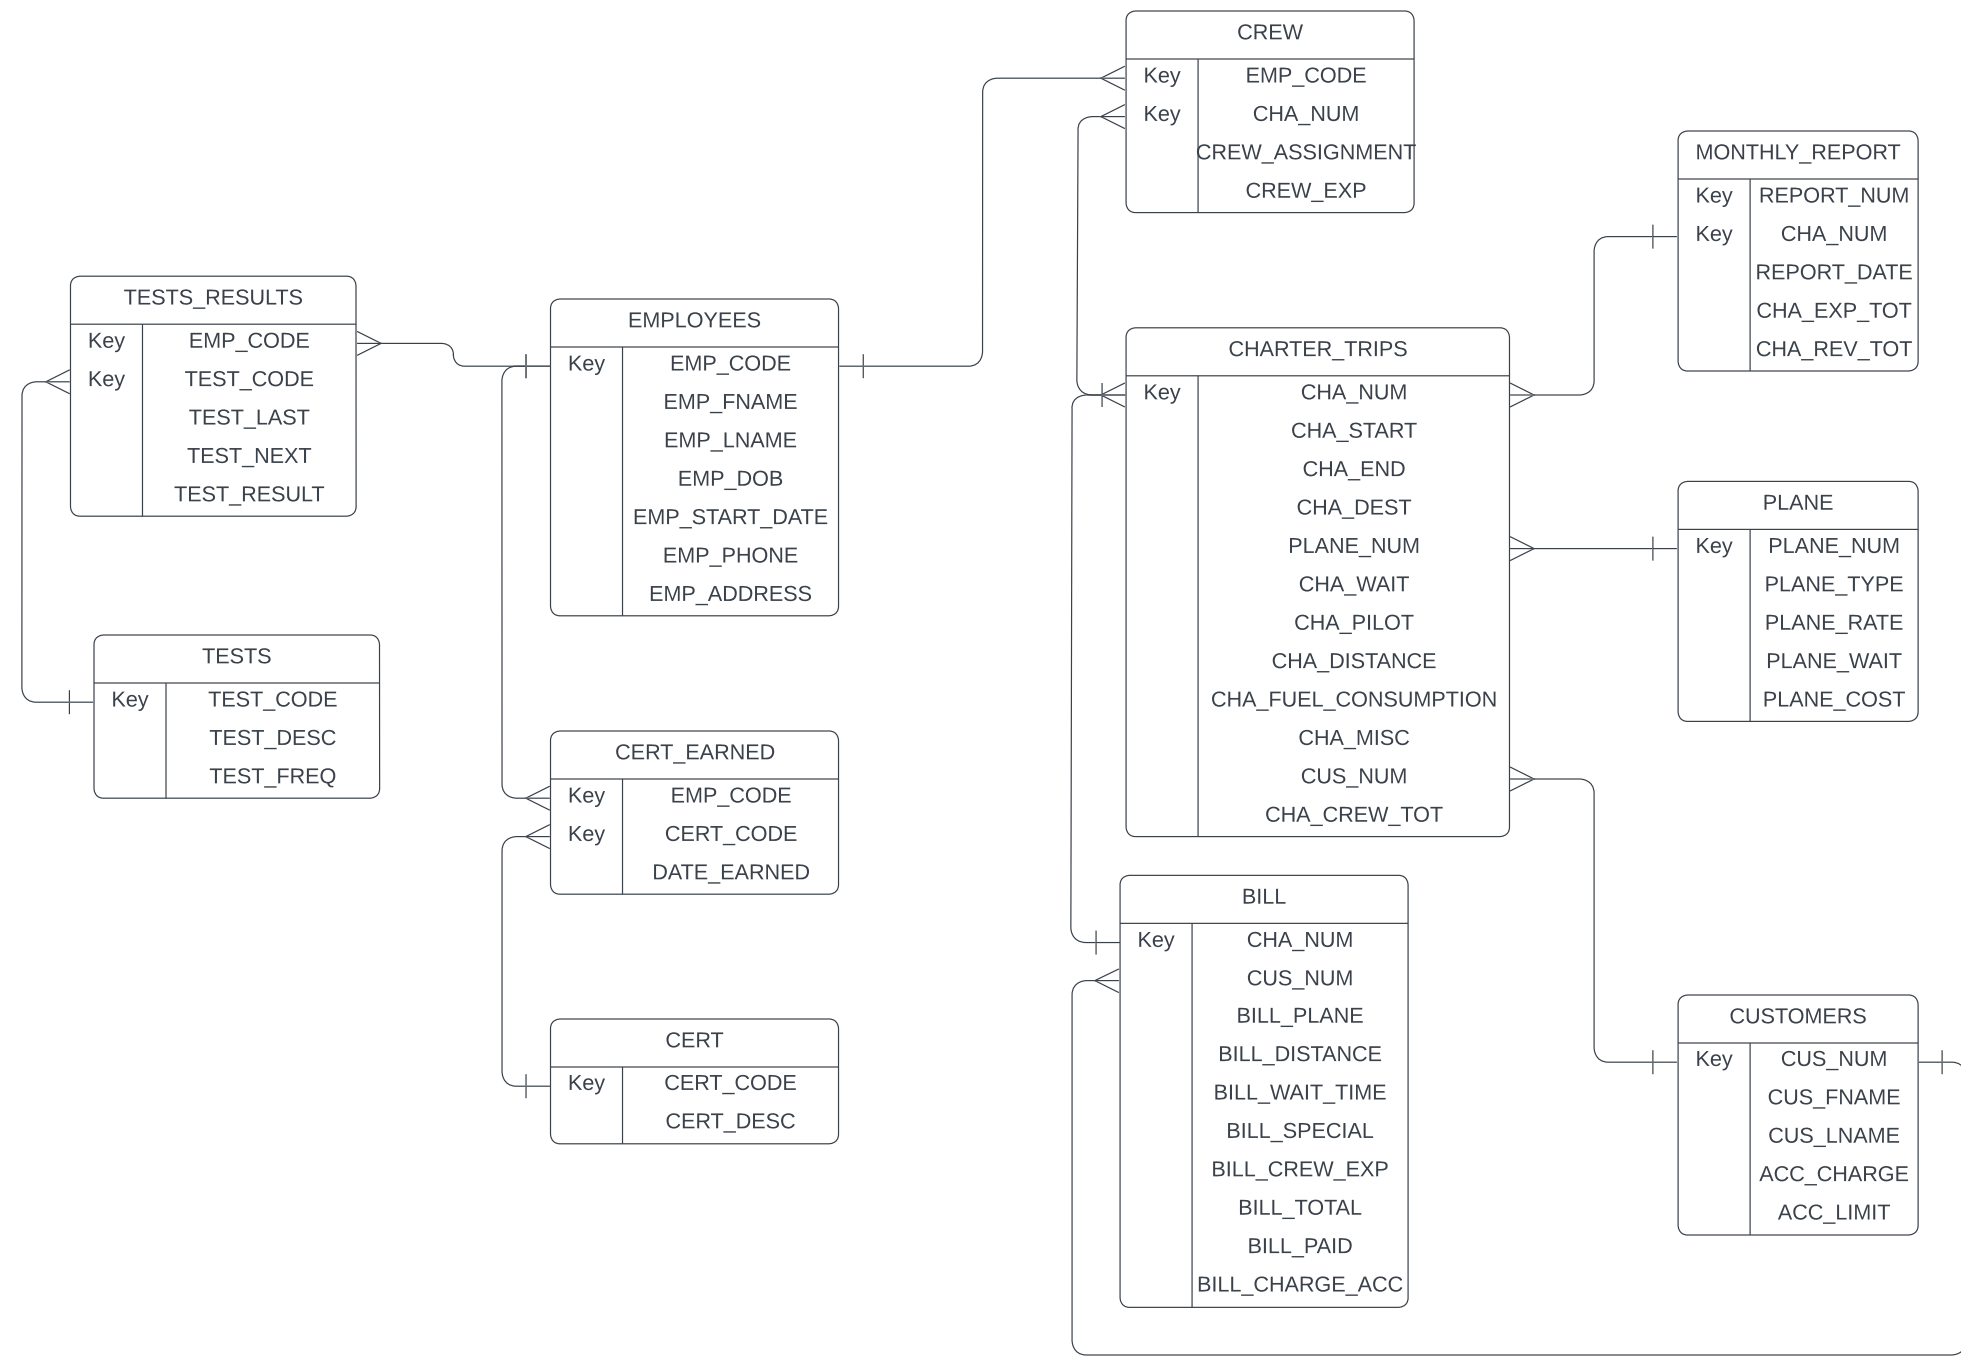 CREW
Key EMP_CODE
Key CHA_NUM
CREW_ASSIGNMENT
CREW_EXP
MONTHLY_REPORT
Key REPORT_NUM
Key CHA_NUM
REPORT_DATE
CHA_EXP_TOT
CHA_REV_TOT
TESTS_RESULTS
Key EMP_CODE
Key TEST_CODE
TEST_LAST
TEST_NEXT
TEST_RESULT
EMPLOYEES
Key EMP_CODE
EMP_FNAME
EMP_LNAME
EMP_DOB
EMP_START_DATE
EMP_PHONE
EMP_ADDRESS
CHARTER_TRIPS
Key CHA_NUM
CHA_START
CHA_END
CHA_DEST
PLANE_NUM
CHA_WAIT
CHA_PILOT
CHA_DISTANCE
CHA_FUEL_CONSUMPTION
CHA_MISC
CUS_NUM
CHA_CREW_TOT
PLANE
Key PLANE_NUM
PLANE_TYPE
PLANE_RATE
PLANE_WAIT
PLANE_COST
TESTS
Key TEST_CODE
TEST_DESC
TEST_FREQ
CERT_EARNED
Key EMP_CODE
Key CERT_CODE
DATE_EARNED
BILL
Key CHA_NUM
CUS_NUM
BILL_PLANE
BILL_DISTANCE
BILL_WAIT_TIME
BILL_SPECIAL
BILL_CREW_EXP
BILL_TOTAL
BILL_PAID
BILL_CHARGE_ACC
CERT
Key CERT_CODE
CERT_DESC
CUSTOMERS
Key CUS_NUM
CUS_FNAME
CUS_LNAME
ACC_CHARGE
ACC_LIMIT